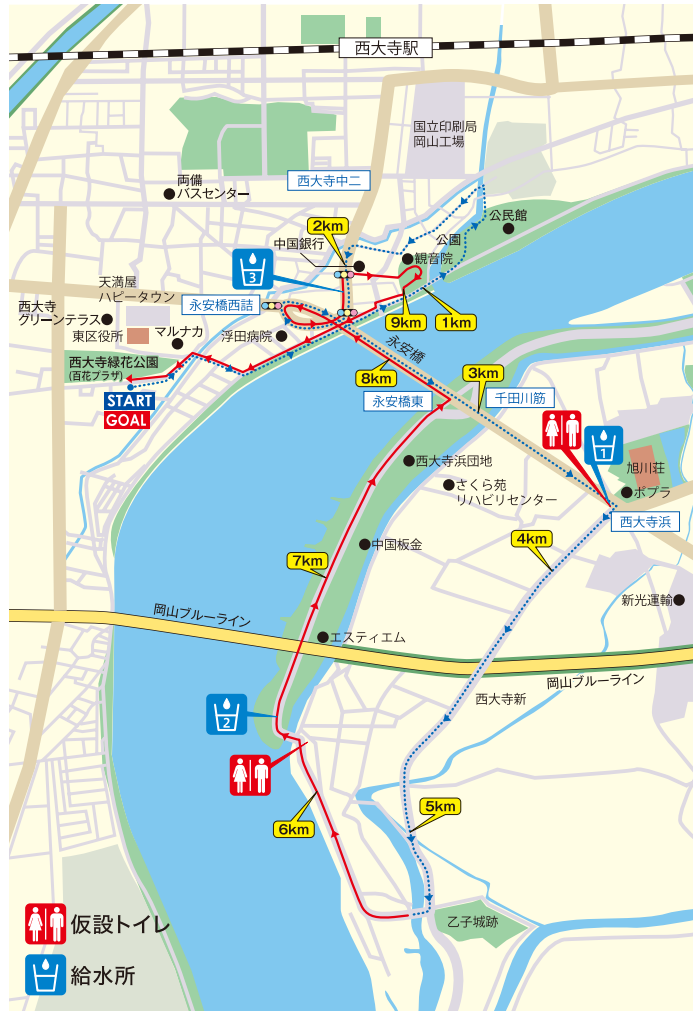 西大寺駅
国立印刷局
岡山工場
両備
バスセンター
西大寺中二
公民館
2km
公園
中国銀行
観音院
3
天満屋
ハピータウン
永安橋西詰
9km
1km
西大寺
グリーンテラス
東区役所
マルナカ
浮田病院
永安橋
西大寺緑花公園
(百花プラザ)
8km
3km
START
GOAL
永安橋東
千田川筋
1
西大寺浜団地
旭川荘
さくら苑
リハビリセンター
ポプラ
西大寺浜
4km
中国板金
7km
新光運輸
岡山ブルーライン
エスティエム
岡山ブルーライン
西大寺新
2
5km
6km
乙子城跡
仮設トイレ
給水所